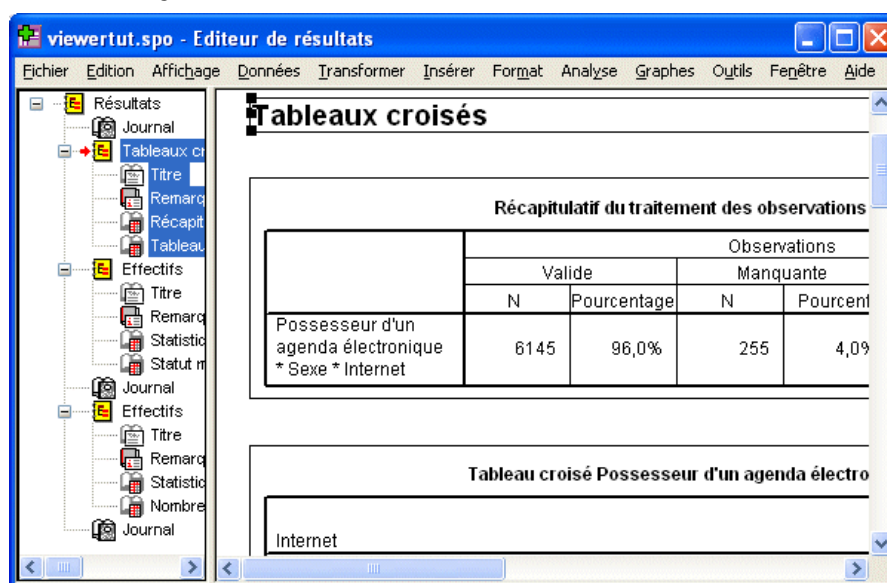 viewertut.spo - Editeur de résultats
Fichier Edition Affichage Données Transformer Insérer Format Analyse Graphes Outils Fenêtre Aide
Résultats
Journal
Tableaux cr
Titre
Remarq
Récapit
Tableau
Effectifs
Titre
Remarq
Statistic
Statut m
Journal
Effectifs
Titre
Remarq
Statistic
Nombre
Journal
Tableaux croisés
Récapitulatif du traitement des observations
Observations
Valide Manquante
N Pourcentage N Pourcent
Possesseur d'un
agenda électronique
* Sexe * Internet
6145 96,0% 255 4,0%
Tableau croisé Possesseur d'un agenda électro
Internet